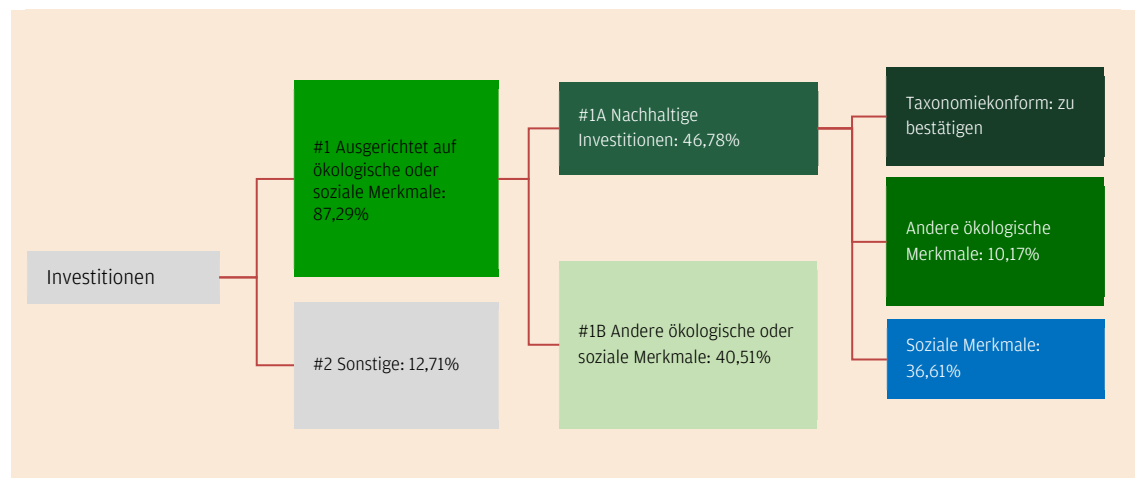 Investitionen
#1 Ausgerichtet auf
ökologische oder
soziale Merkmale:
87,29%
#2 Sonstige: 12,71%
#1A Nachhaltige
Investitionen: 46,78%
#1B Andere ökologische oder
soziale Merkmale: 40,51%
Taxonomiekonform: zu
bestätigen
Andere ökologische
Merkmale: 10,17%
Soziale Merkmale:
36,61%